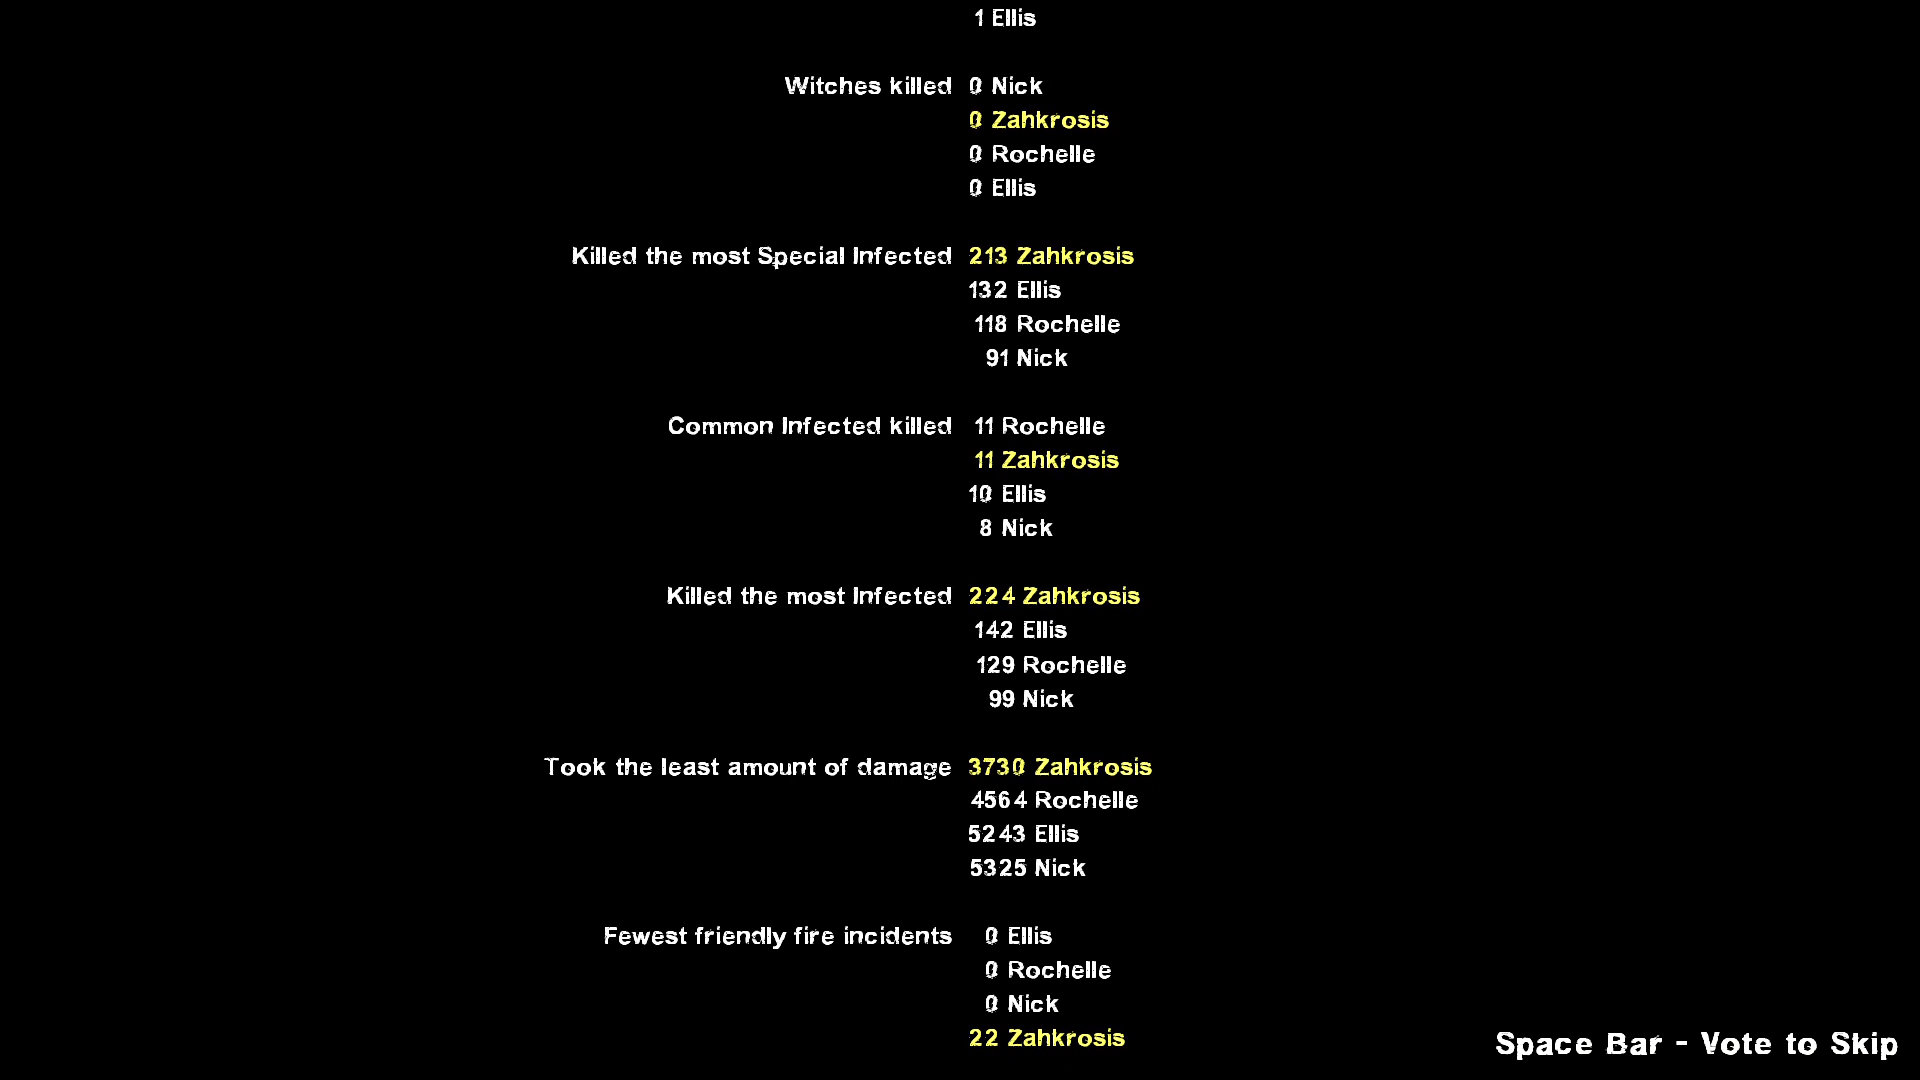 1 Ellis
Witches killed 0 Nick
0 Zahkrosis
0 Rochelle
0 Ellis
Killed the most Special Infected 213 Zahkrosis
132 Ellis
118 Rochelle
91 Nick
Common Infected killed 11 Rochelle
11 Zahkrosis
10 Ellis
8 Nick
Killed the most Infected 224 Zahkrosis
142 Ellis
129 Rochelle
99 Nick
Took the least amount of damage 3730 Zahkrosis
4564 Rochelle
5243 Ellis
5325 Nick
Fewest friendly fire incidents 0 Ellis
0 Rochelle
0 Nick
22 Zahkrosis
Space Bar - Vote to Skip